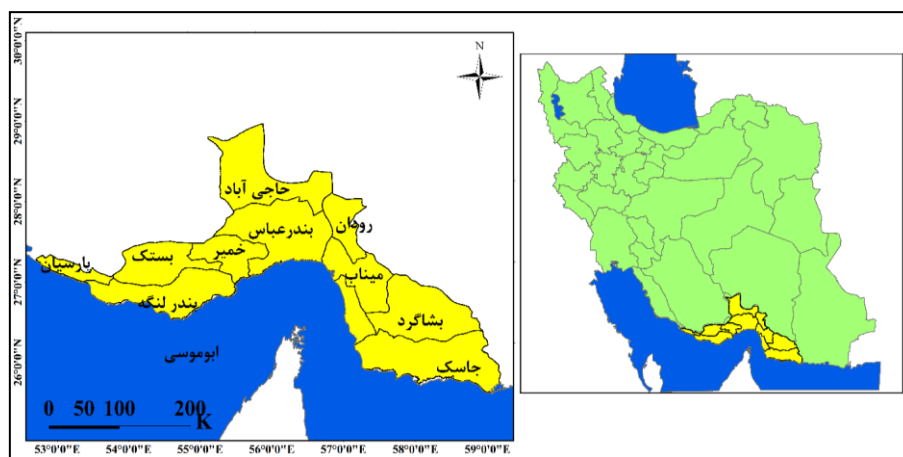 30°0'0"N
29°0'0"N
28°0'0"N
27°0'0"N
26°0'0"N
N
حاجی آباد
رودان
بندرعباس
خمیر
بستک
پارسیان
میناب
بندر لنگه
بشاگرد
ابوموسی
جاسک
0 50 100 200
K
53°0'0"E 54°0'0"E 55°0'0"E 56°0'0"E 57°0'0"E 58°0'0"E 59°0'0"E